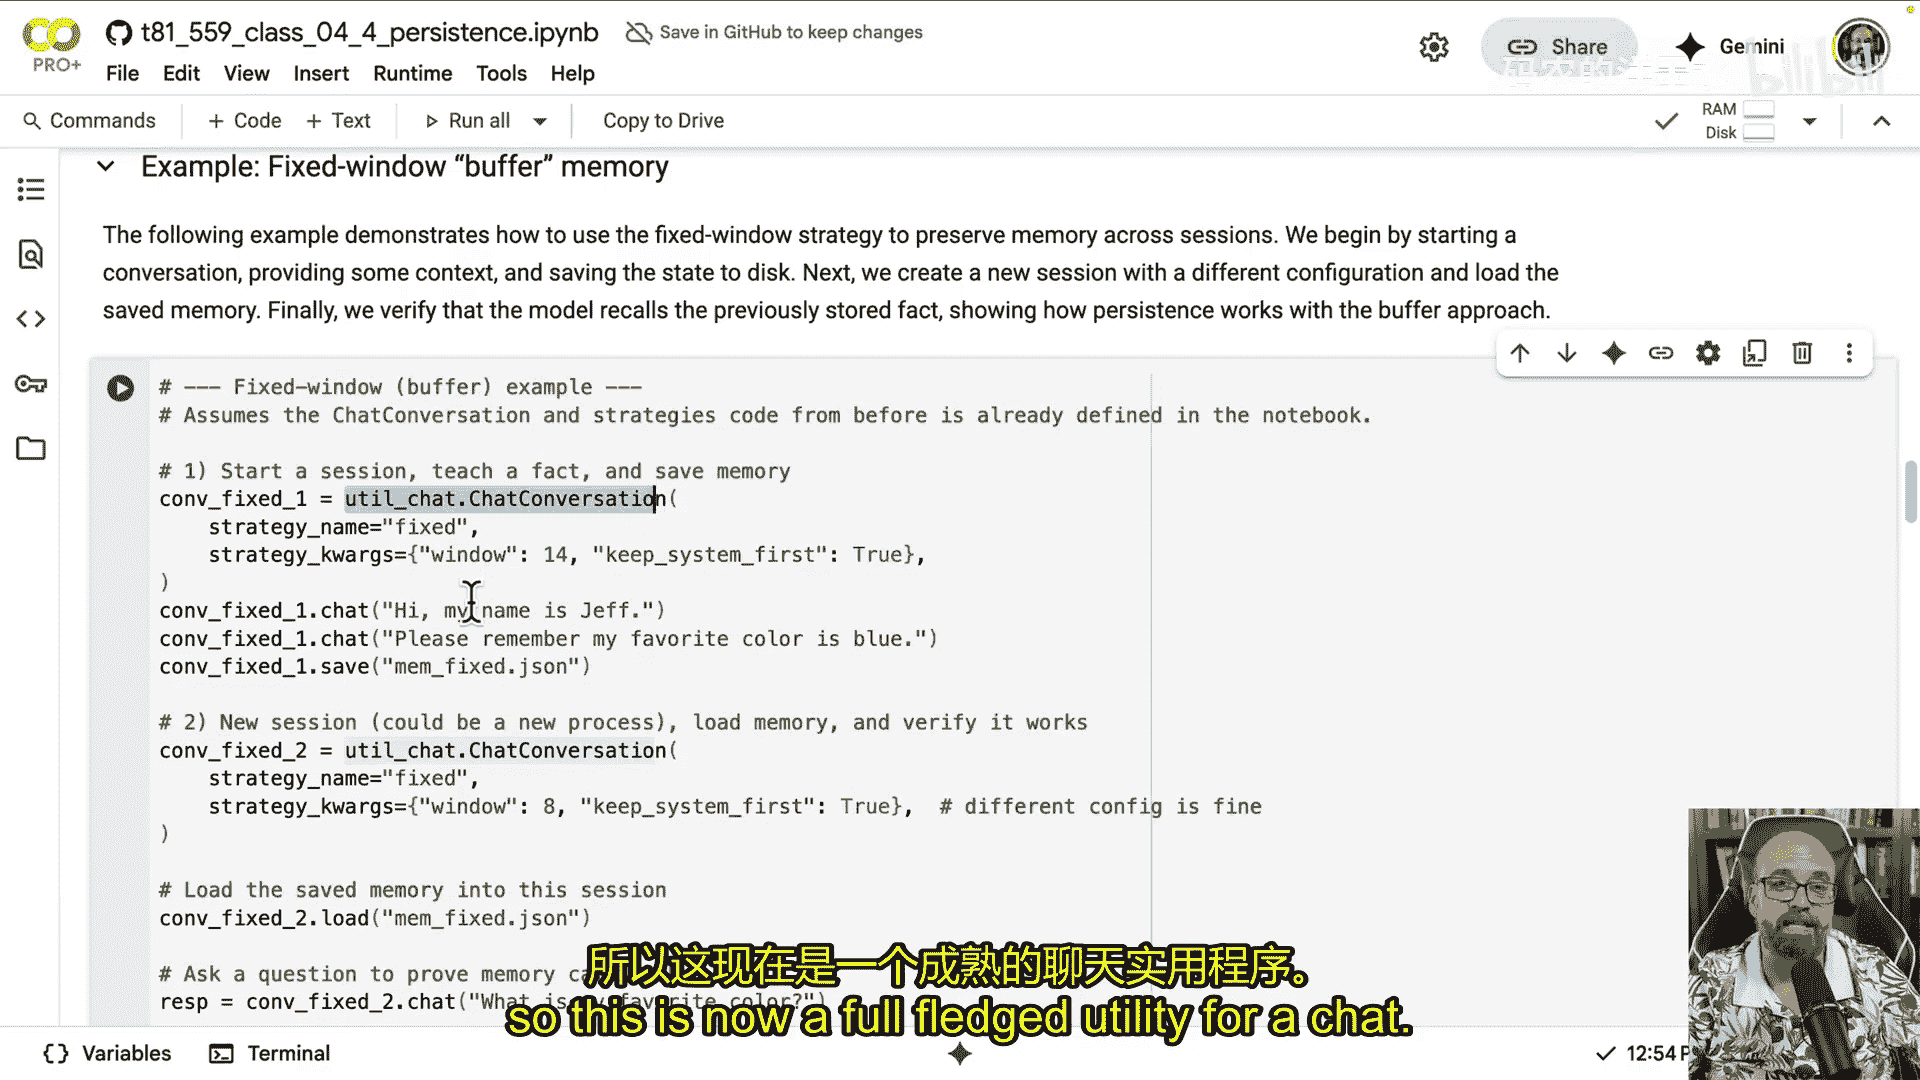 CO
PRO+
t81_559_class_04_4_persistence.ipynb
Save in GitHub to keep changes
File Edit View Insert Runtime Tools Help
Share
Gemini
Commands + Code + Text Run all Copy to Drive
RAM
Disk
Example: Fixed-window “buffer” memory
The following example demonstrates how to use the fixed-window strategy to preserve memory across sessions. We begin by starting a
conversation, providing some context, and saving the state to disk. Next, we create a new session with a different configuration and load the
saved memory. Finally, we verify that the model recalls the previously stored fact, showing how persistence works with the buffer approach.
# --- Fixed-window (buffer) example ---
# Assumes the ChatConversation and strategies code from before is already defined in the notebook.
# 1) Start a session, teach a fact, and save memory
conv_fixed_1 = util_chat.ChatConversation(
strategy_name="fixed",
strategy_kwargs={"window": 14, "keep_system_first": True},
)
conv_fixed_1.chat("Hi, my name is Jeff.")
conv_fixed_1.chat("Please remember my favorite color is blue.")
conv_fixed_1.save("mem_fixed.json")
# 2) New session (could be a new process), load memory, and verify it works
conv_fixed_2 = util_chat.ChatConversation(
strategy_name="fixed",
strategy_kwargs={"window": 8, "keep_system_first": True}, # different config is fine
)
# Load the saved memory into this session
conv_fixed_2.load("mem_fixed.json")
# Ask a question to prove memory
resp = conv_fixed_2.chat("What is my favorite color?")
所以这现在是一个成熟的聊天实用程序。
so this is now a full fledged utility for a chat.
Variables Terminal
12:54